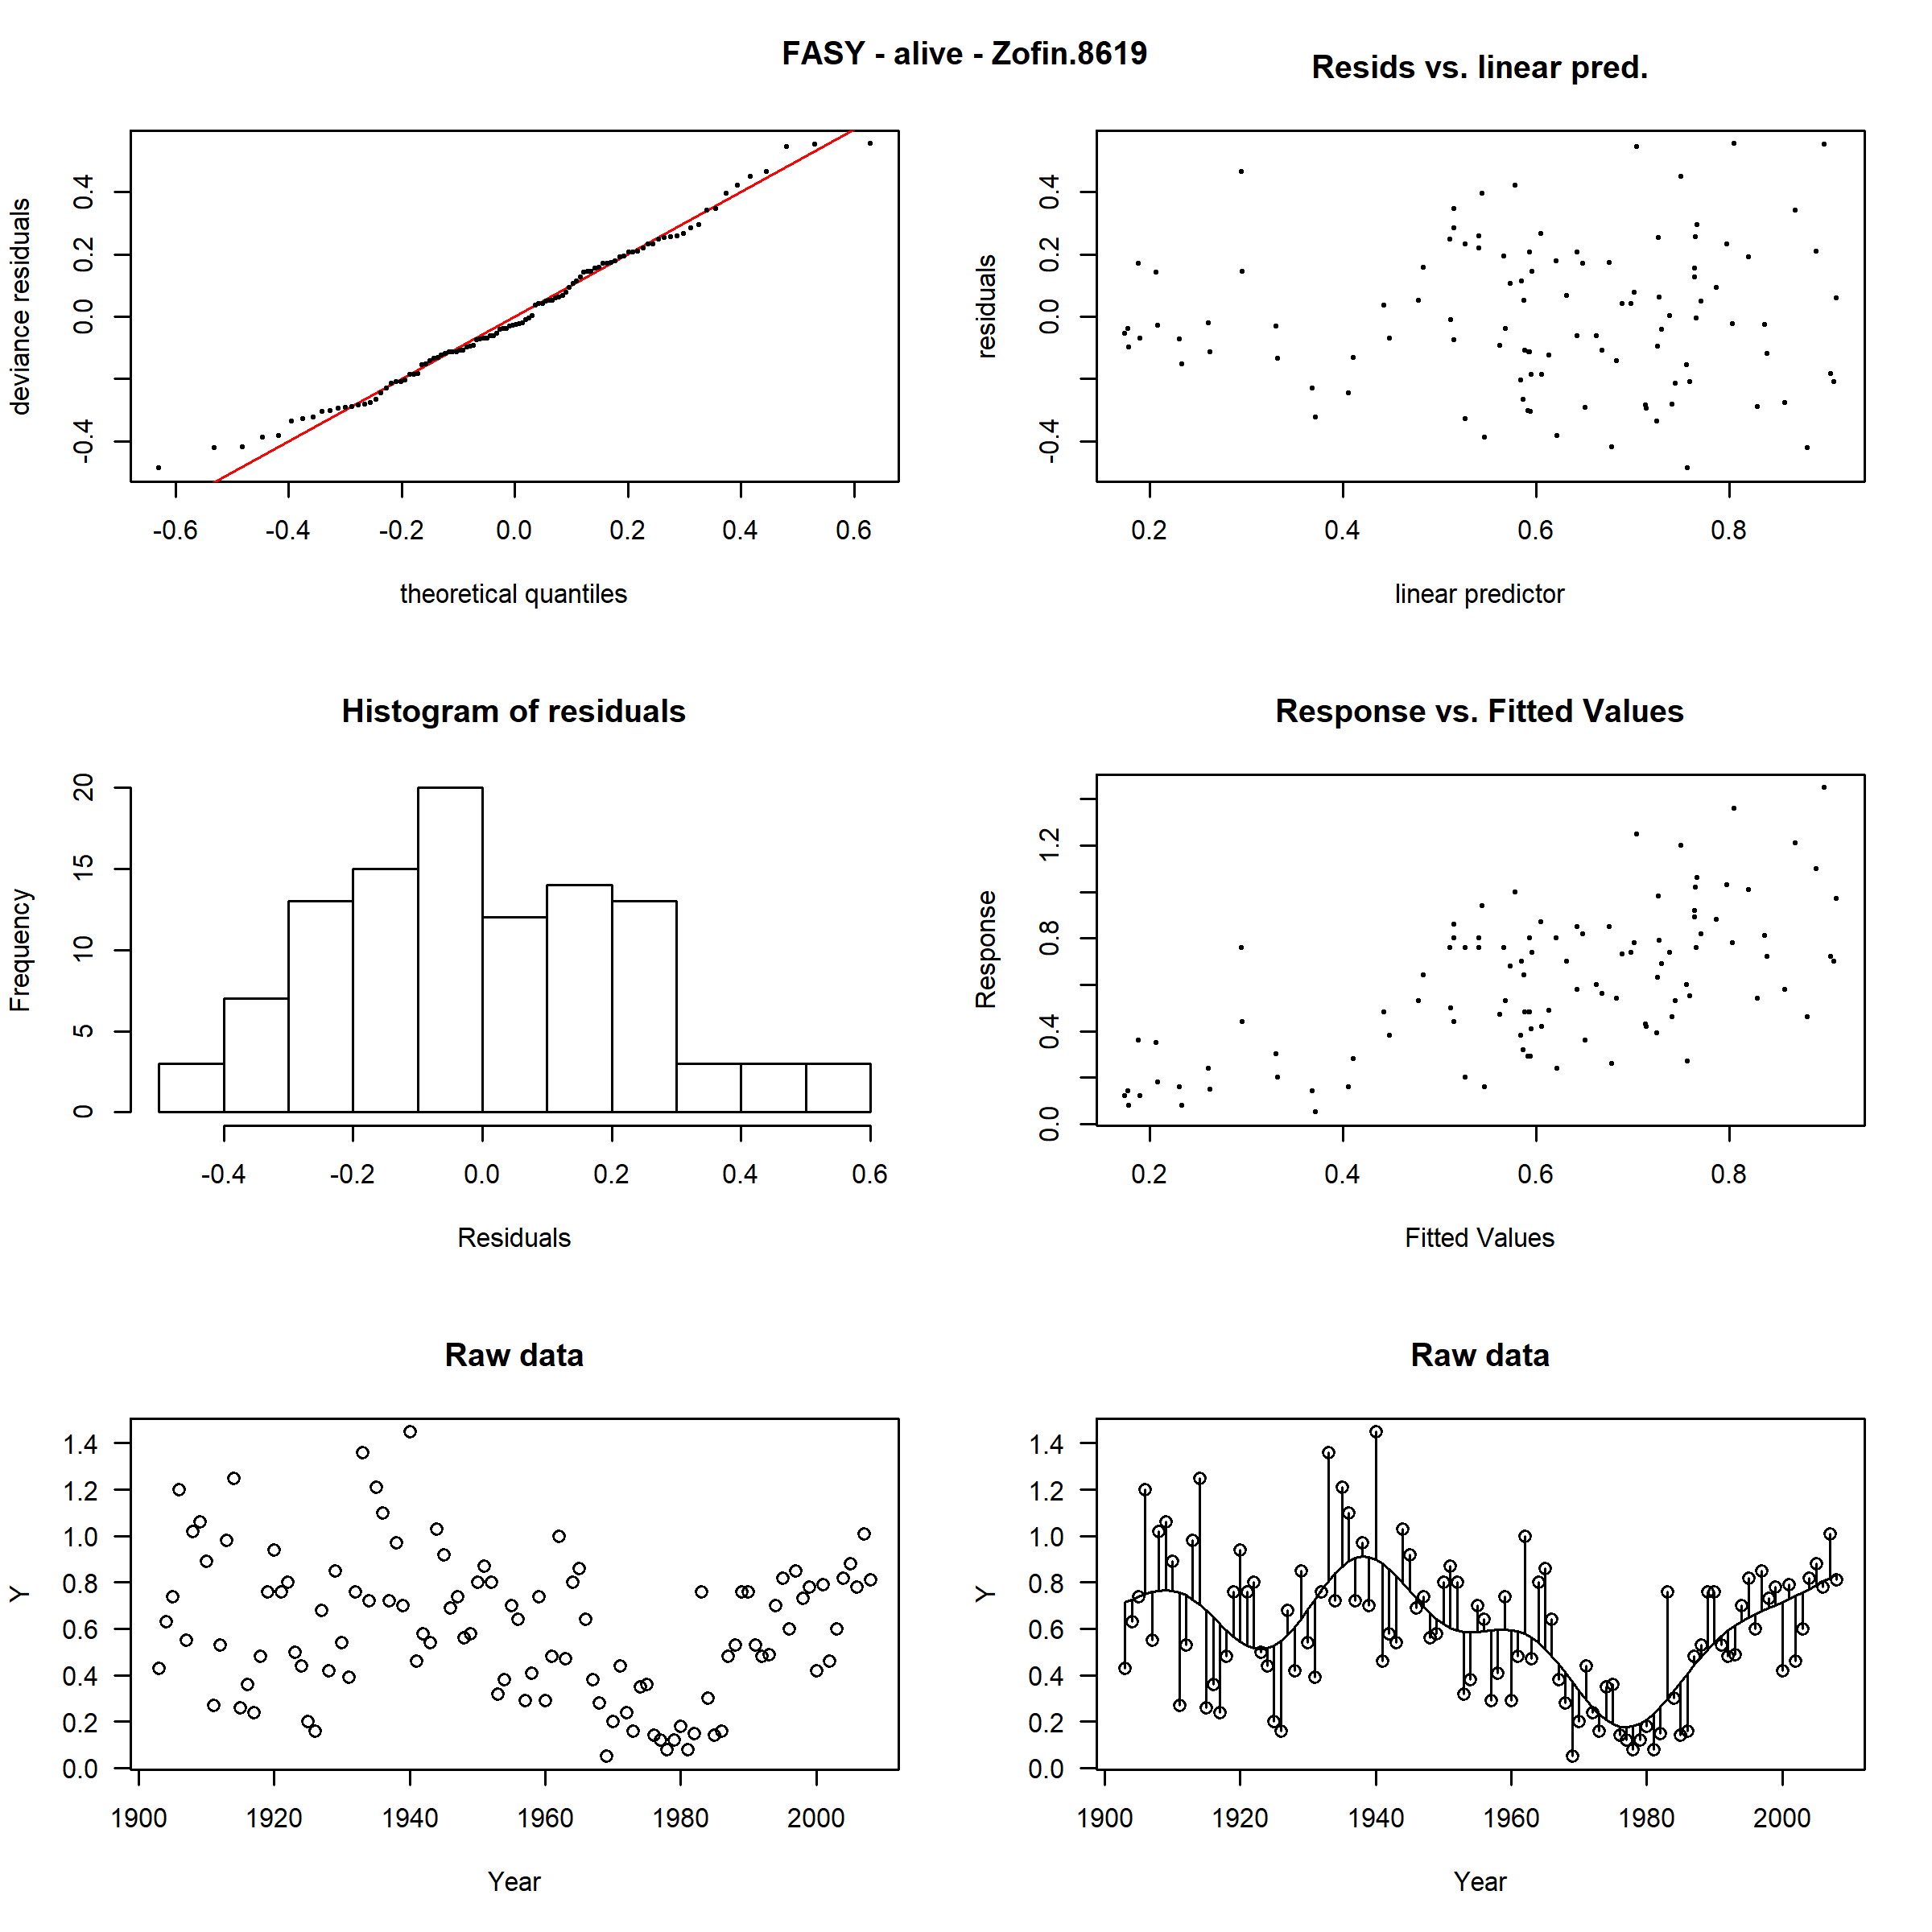 FASY - alive - Zofin.8619
deviance residuals
-0.4 0.0 0.2 0.4
-0.6 -0.4 -0.2 0.0 0.2 0.4 0.6
theoretical quantiles
Resids vs. linear pred.
residuals
-0.4 0.0 0.2 0.4
0.2 0.4 0.6 0.8
linear predictor
Histogram of residuals
Frequency
0 5 10 15 20
-0.4 -0.2 0.0 0.2 0.4 0.6
Residuals
Response vs. Fitted Values
Response
0.0 0.4 0.8 1.2
0.2 0.4 0.6 0.8
Fitted Values
Raw data
Y
1.4
1.2
1.0
0.8
0.6
0.4
0.2
0.0
1900 1920 1940 1960 1980 2000
Year
Raw data
Y
1.4
1.2
1.0
0.8
0.6
0.4
0.2
0.0
1900 1920 1940 1960 1980 2000
Year